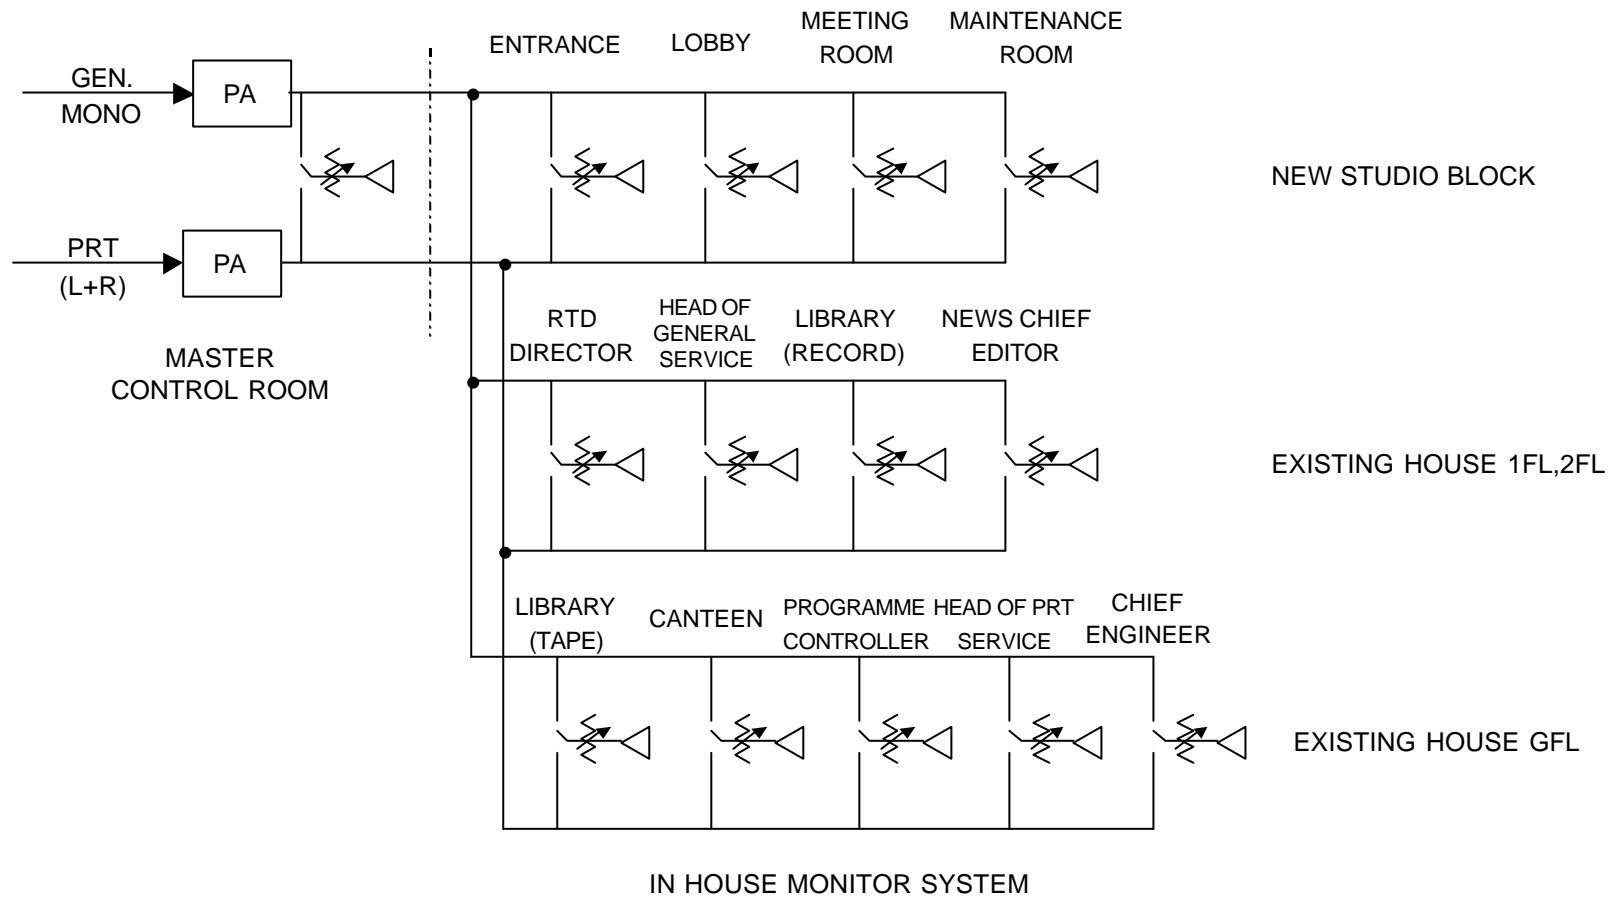 GEN.
MONO
PA
ENTRANCE
LOBBY
MEETING
ROOM
MAINTENANCE
ROOM
NEW STUDIO BLOCK
PRT
(L+R)
PA
MASTER
CONTROL ROOM
RTD
DIRECTOR
HEAD OF
GENERAL
SERVICE
LIBRARY
(RECORD)
NEWS CHIEF
EDITOR
EXISTING HOUSE 1FL,2FL
LIBRARY
(TAPE)
CANTEEN
PROGRAMME
CONTROLLER
HEAD OF PRT
SERVICE
CHIEF
ENGINEER
EXISTING HOUSE GFL
IN HOUSE MONITOR SYSTEM